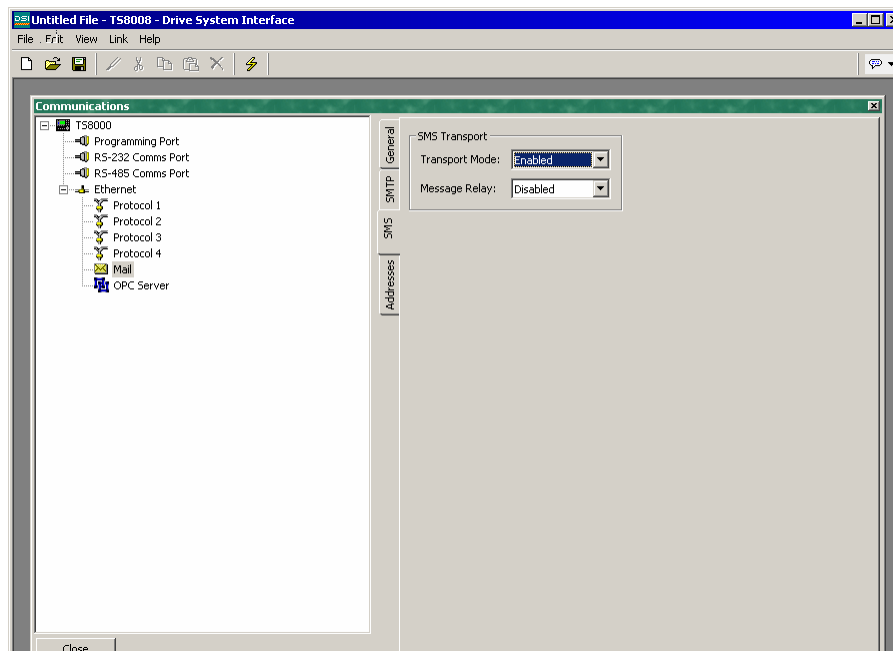 DSI Untitled File - TS8008 - Drive System Interface
File Edit View Link Help
Communications
TS8000
Programming Port
RS-232 Comms Port
RS-485 Comms Port
Ethernet
Protocol 1
Protocol 2
Protocol 3
Protocol 4
Mail
OPC Server
General
SMTP
SMS
Addresses
SMS Transport
Transport Mode: Enabled
Message Relay: Disabled
Close